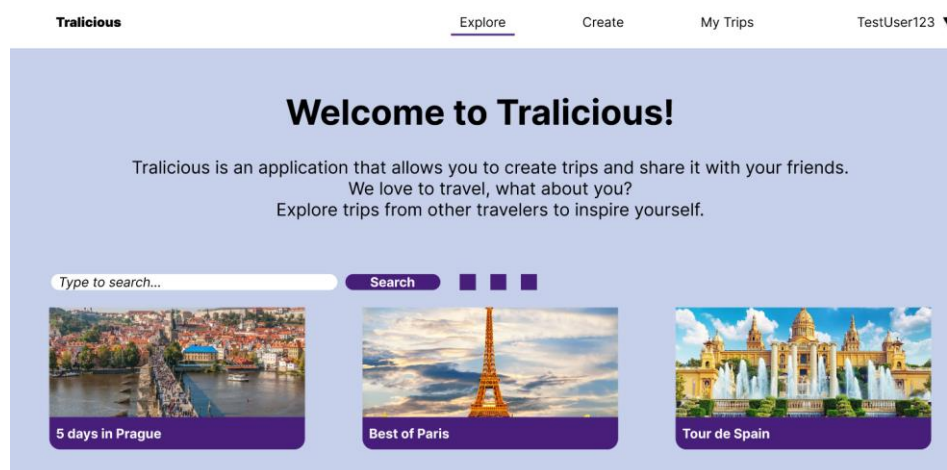 Tralicious
Explore
Create
My Trips
TestUser123
Welcome to Tralicious!
Tralicious is an application that allows you to create trips and share it with your friends.
We love to travel, what about you?
Explore trips from other travelers to inspire yourself.
Type to search...
Search
5 days in Prague
Best of Paris
Tour de Spain